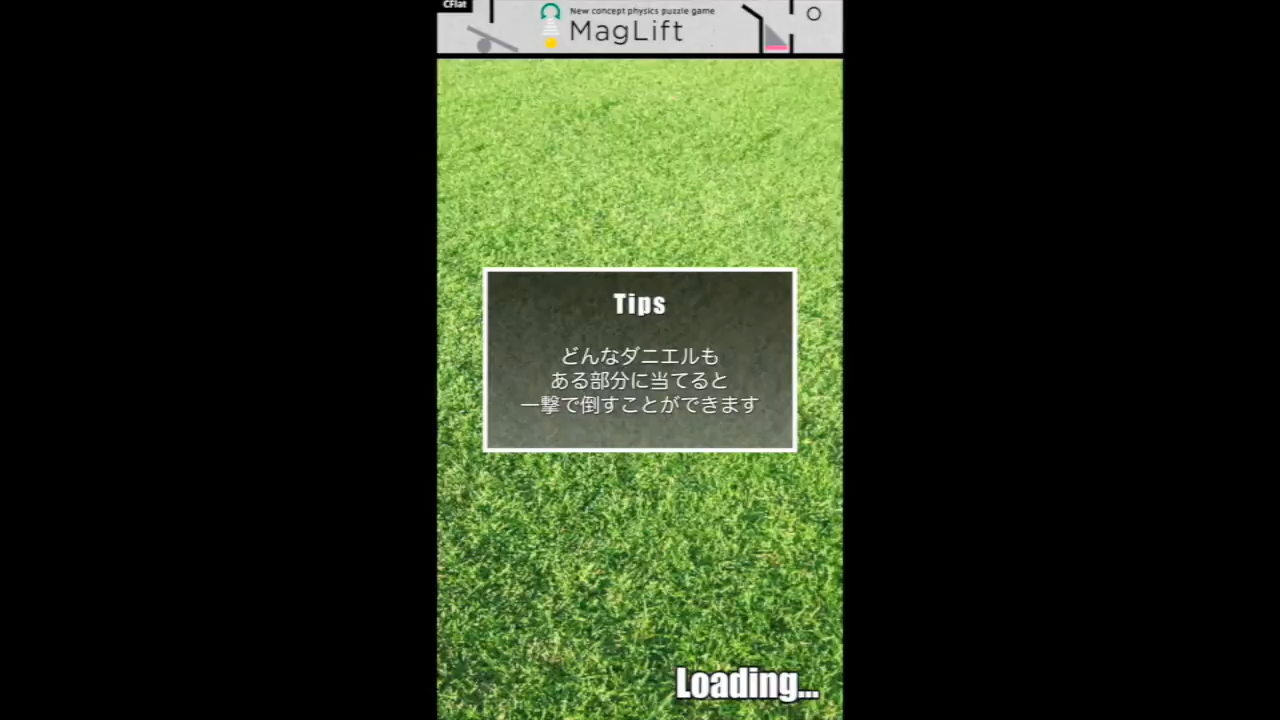 CFlat
New concept physics puzzle game
MagLift
Tips
どんなダニエルも
ある部分に当てると
一撃で倒すことができます
Loading...